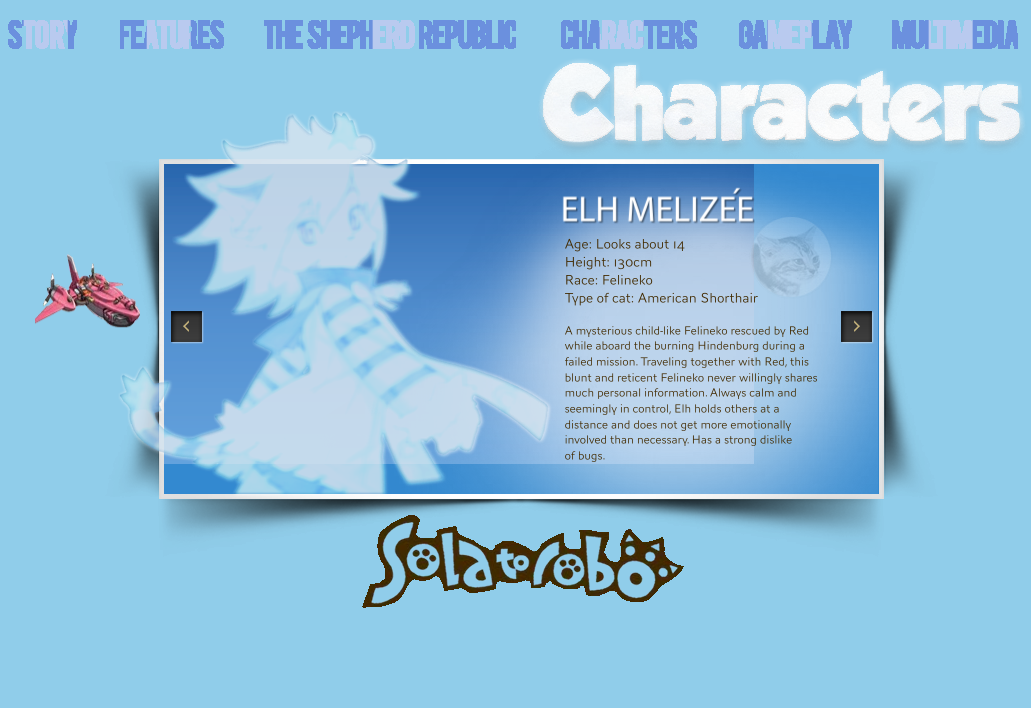 STORY FEATURES THE SHEPHERD REPUBLIC CHARACTERS GAMEPLAY MULTIMEDIA
Characters
ELH MELIZÉE
Age: Looks about 14
Height: 130cm
Race: Felineko
Type of cat: American Shorthair
A mysterious child-like Felineko rescued by Red
while aboard the burning Hindenburg during a
failed mission. Traveling together with Red, this
blunt and reticent Felineko never willingly shares
much personal information. Always calm and
seemingly in control, Elh holds others at a
distance and does not get more emotionally
involved than necessary. Has a strong dislike
of bugs.
Solatorobo